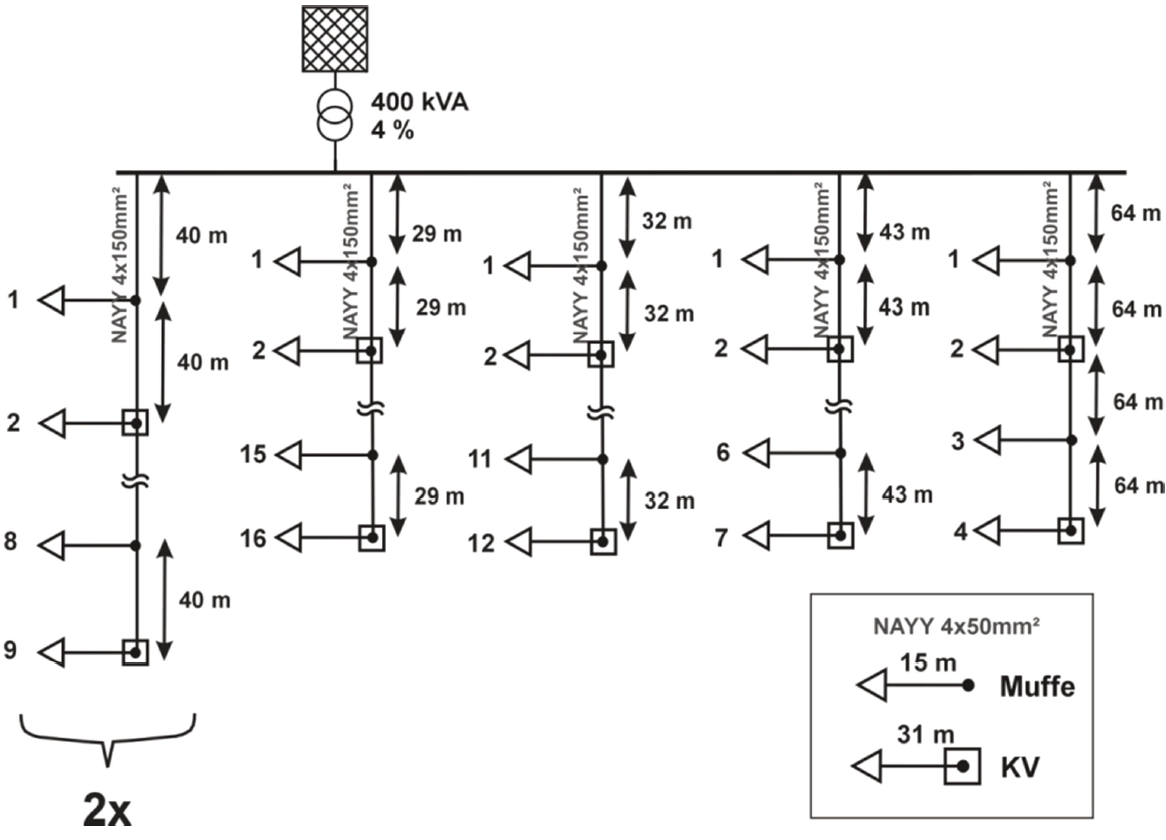 400 kVA
4 %
NAYY 4x150mm²
40 m
1
40 m
2
8
40 m
9
2x
NAYY 4x150mm²
29 m
1
29 m
2
15
29 m
16
NAYY 4x150mm²
32 m
1
32 m
2
11
32 m
12
NAYY 4x150mm²
43 m
1
43 m
2
6
43 m
7
NAYY 4x150mm²
64 m
1
64 m
2
64 m
3
64 m
4
NAYY 4x50mm²
15 m
Muffe
31 m
KV